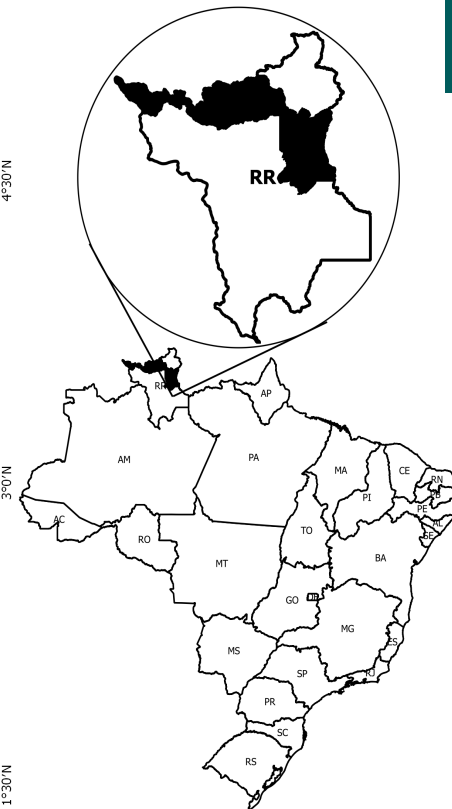 4°30’N
RR
RR
AP
AM
PA
MA
CE
RN
PB
PI
PE
AL
SE
AC
RO
TO
BA
MT
GO
DF
MG
ES
MS
SP
RJ
PR
SC
RS
3°0’N
1°30’N